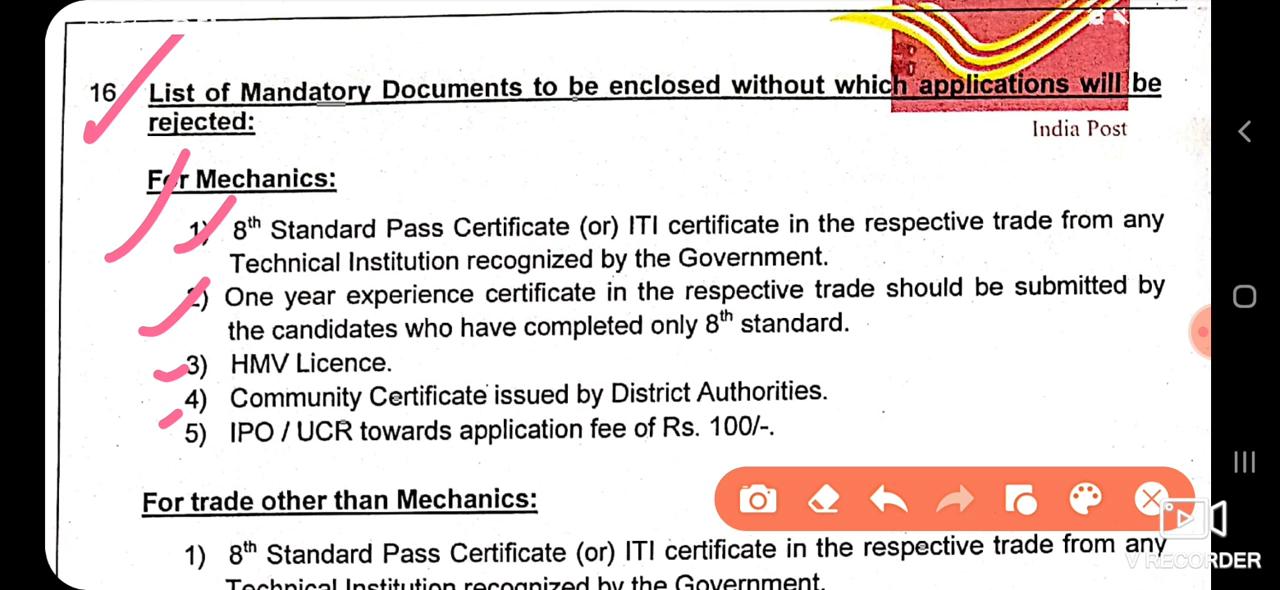 16 List of Mandatory Documents to be enclosed without which applications will be
rejected:
India Post
For Mechanics:
1) 8th Standard Pass Certificate (or) ITI certificate in the respective trade from any
Technical Institution recognized by the Government.
2) One year experience certificate in the respective trade should be submitted by
the candidates who have completed only 8th standard.
3) HMV Licence.
4) Community Certificate issued by District Authorities.
5) IPO / UCR towards application fee of Rs. 100/-.
For trade other than Mechanics:
1) 8th Standard Pass Certificate (or) ITI certificate in the respective trade from any
Technical Institution recognized by the Government.
V RECORDER